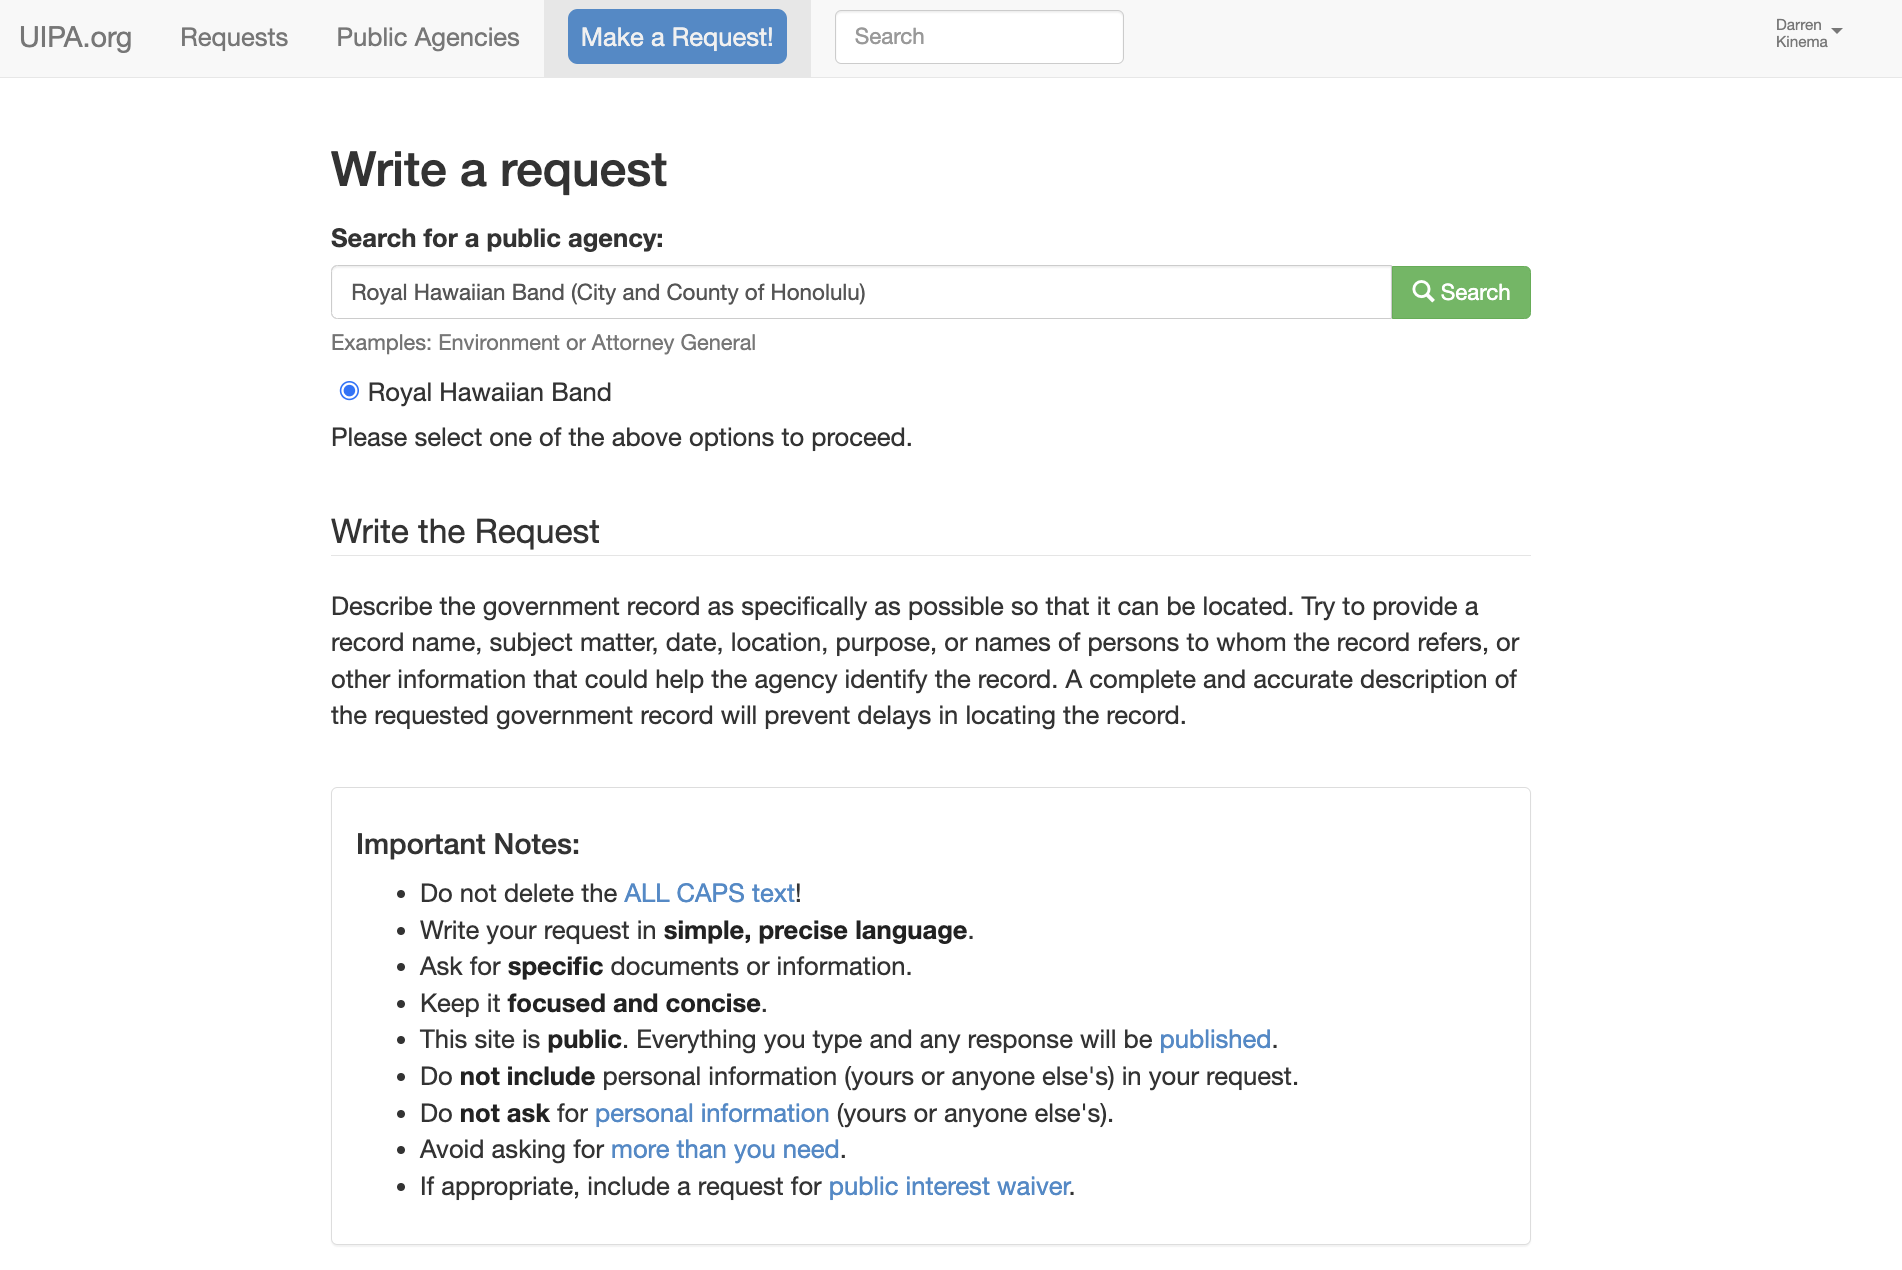 UIPA.org
Requests
Public Agencies
Make a Request!
Search
Darren
Kinema
Write a request
Search for a public agency:
Royal Hawaiian Band (City and County of Honolulu)
Search
Examples: Environment or Attorney General
Royal Hawaiian Band
Please select one of the above options to proceed.
Write the Request
Describe the government record as specifically as possible so that it can be located. Try to provide a
record name, subject matter, date, location, purpose, or names of persons to whom the record refers, or
other information that could help the agency identify the record. A complete and accurate description of
the requested government record will prevent delays in locating the record.
Important Notes:
• Do not delete the ALL CAPS text!
• Write your request in simple, precise language.
• Ask for specific documents or information.
• Keep it focused and concise.
• This site is public. Everything you type and any response will be published.
• Do not include personal information (yours or anyone else's) in your request.
• Do not ask for personal information (yours or anyone else's).
• Avoid asking for more than you need.
• If appropriate, include a request for public interest waiver.